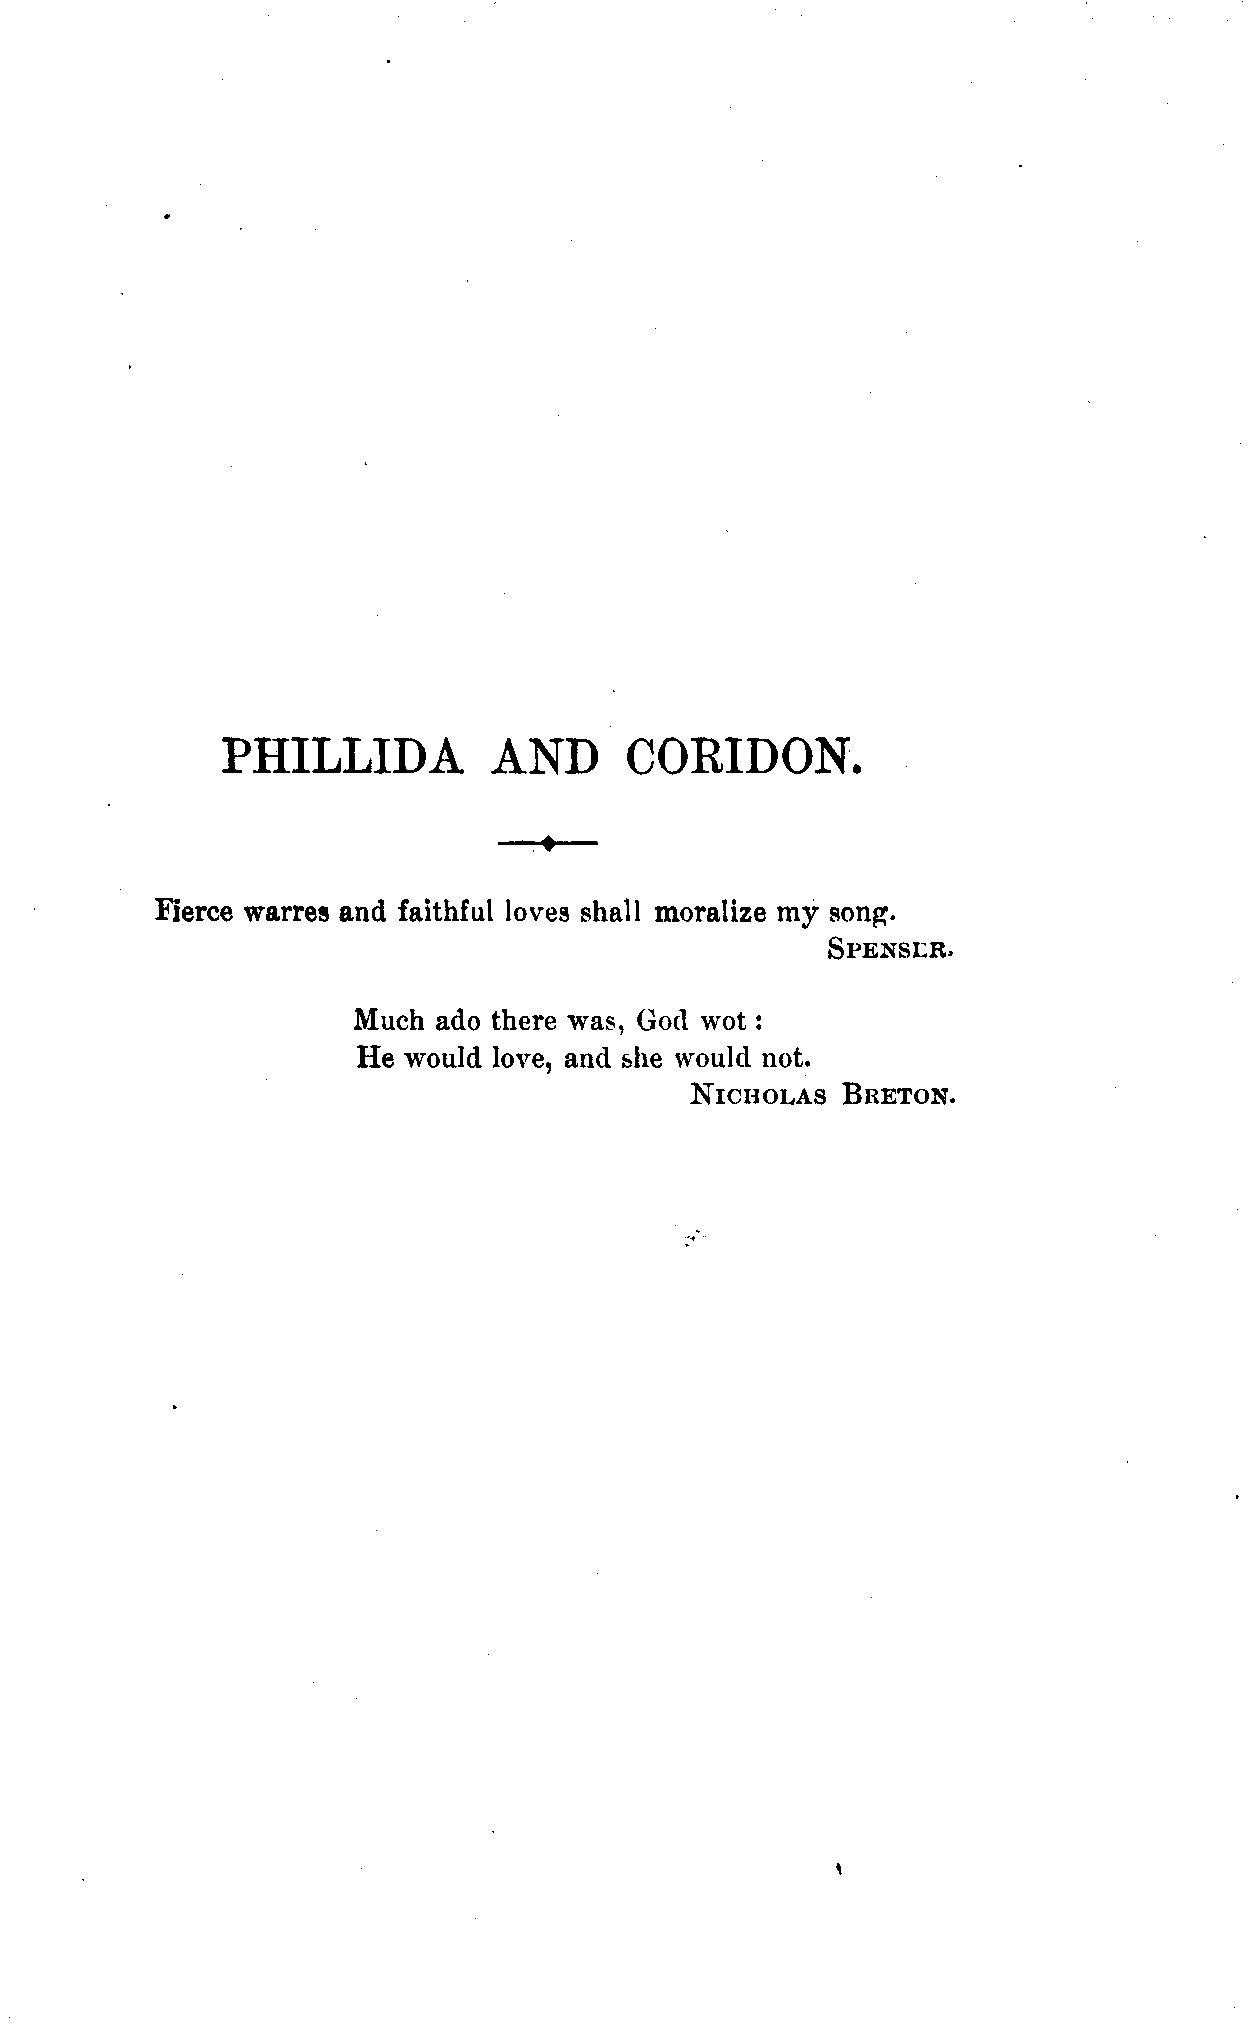 PHILLIDA AND CORIDON.
Fierce warres and faithful loves shall moralize my song.
SPENSER.
Much ado there was, God wot :
He would love, and she would not.
NICHOLAS BRETON.